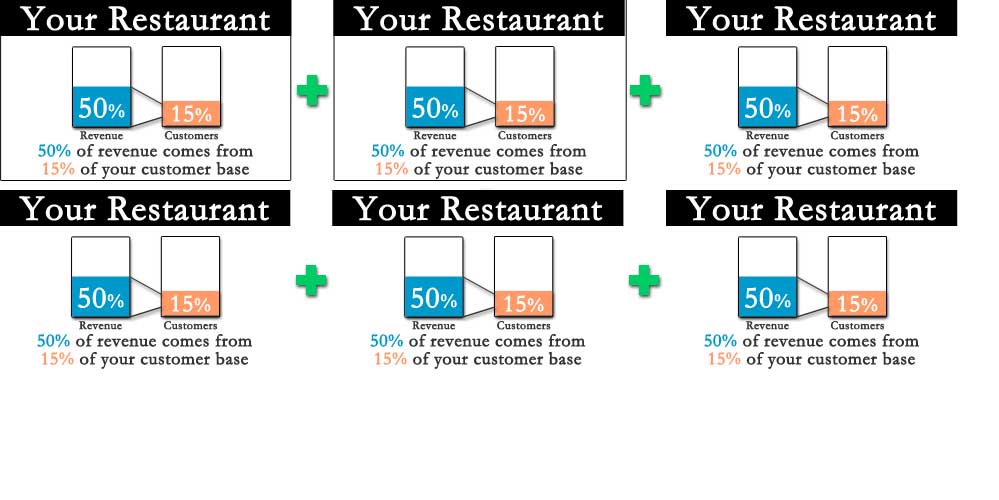 Your Restaurant Your Restaurant Your Restaurant
50% 15% 50% 15% 50% 15%
Revenue Customers Revenue Customers Revenue Customers
50% of revenue comes from 50% of revenue comes from 50% of revenue comes from
15% of your customer base 15% of your customer base 15% of your customer base
Your Restaurant Your Restaurant Your Restaurant
50% 15% 50% 15% 50% 15%
Revenue Customers Revenue Customers Revenue Customers
50% of revenue comes from 50% of revenue comes from 50% of revenue comes from
15% of your customer base 15% of your customer base 15% of your customer base